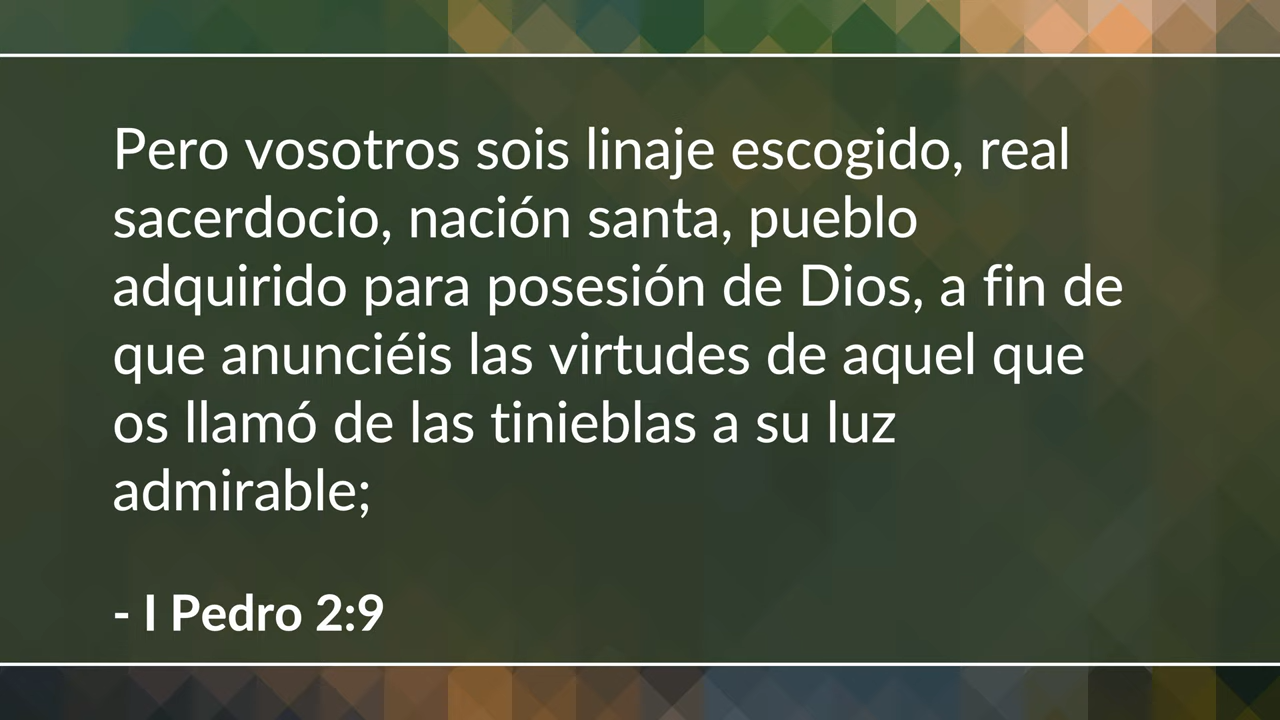 Pero vosotros sois linaje escogido, real
sacerdocio, nación santa, pueblo
adquirido para posesión de Dios, a fin de
que anunciéis las virtudes de aquel que
os llamó de las tinieblas a su luz
admirable;
- I Pedro 2:9